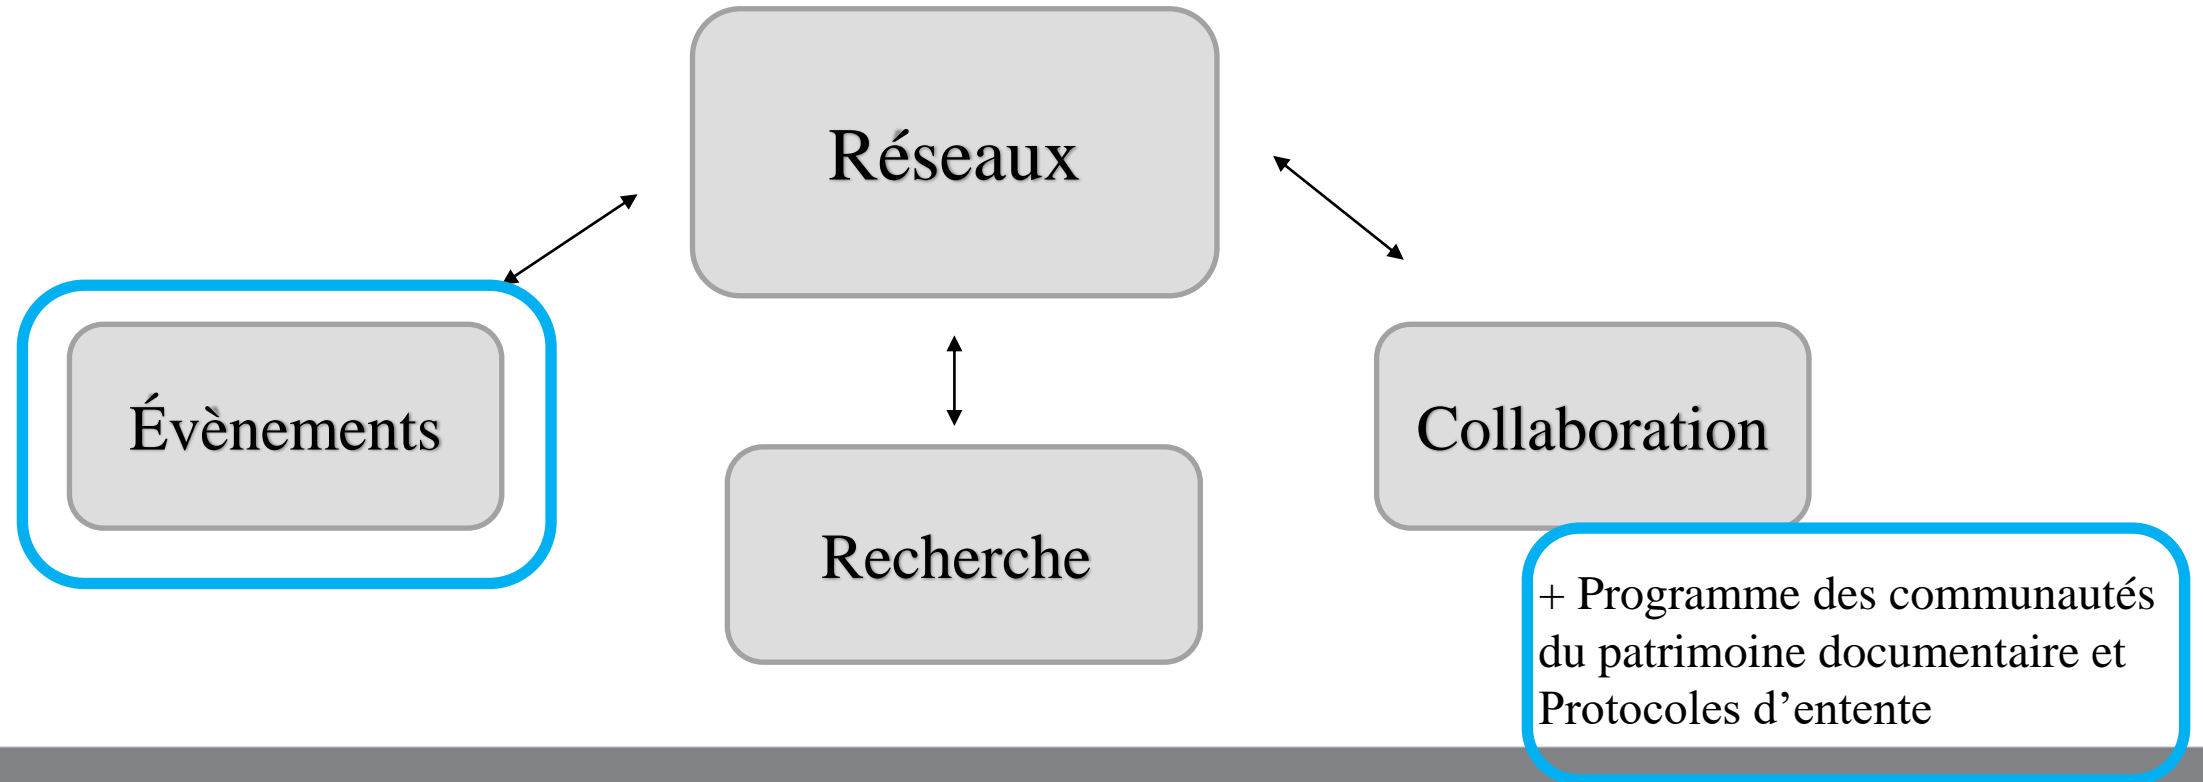 Réseaux
Évènements
Collaboration
Recherche
+ Programme des communautés
du patrimoine documentaire et
Protocoles d’entente